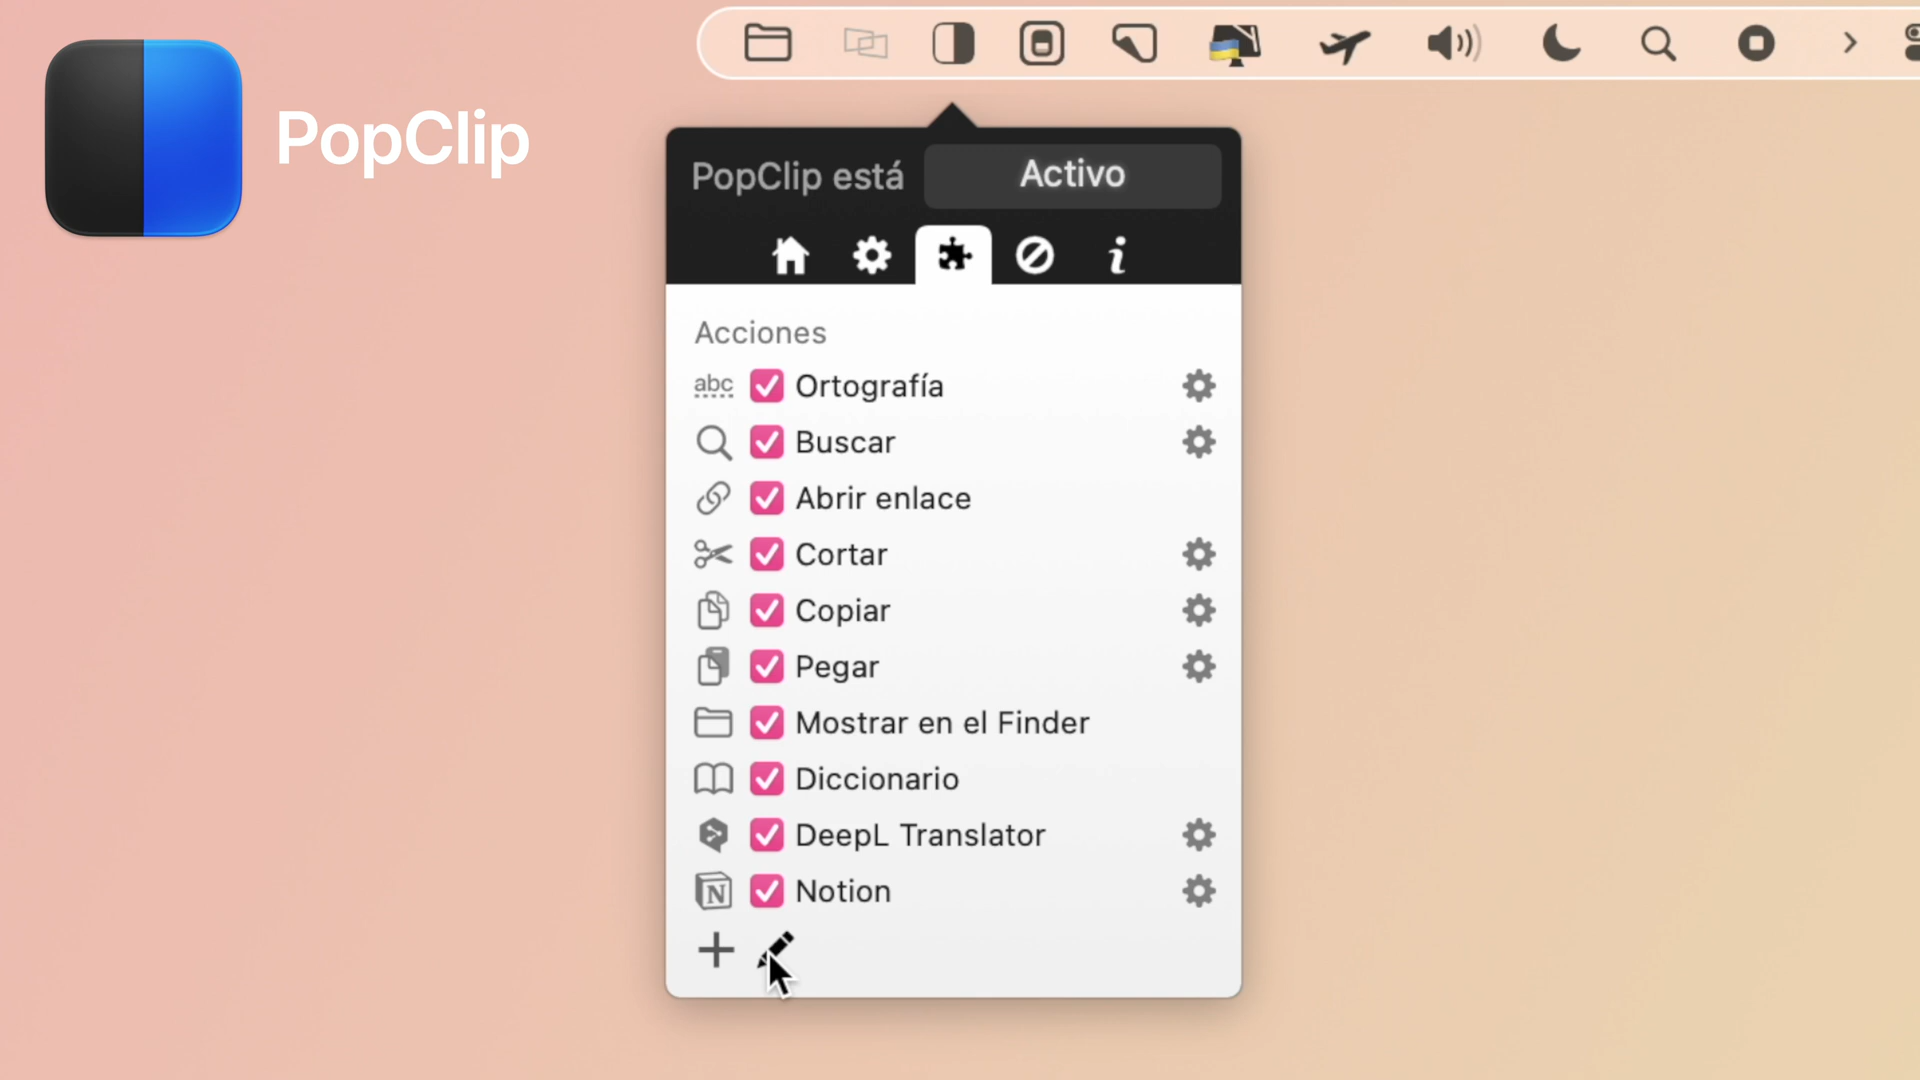 PopClip
PopClip está Activo
Acciones
abc Ortografía
Buscar
Abrir enlace
Cortar
Copiar
Pegar
Mostrar en el Finder
Diccionario
DeepL Translator
N Notion